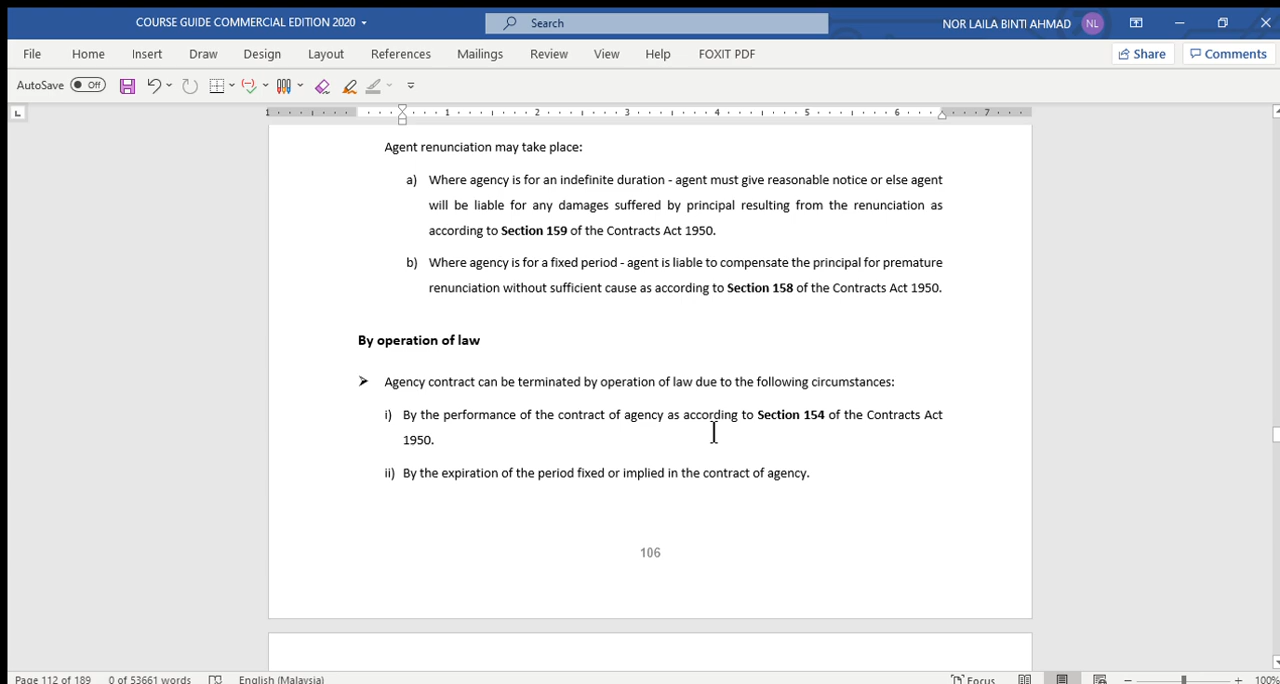 COURSE GUIDE COMMERCIAL EDITION 2020
Search
NOR LAILA BINTI AHMAD
NL
File Home Insert Draw Design Layout References Mailings Review View Help FOXIT PDF
Share
Comments
AutoSave Off
1 1 2 3 4 5 6 7
Agent renunciation may take place:
a) Where agency is for an indefinite duration - agent must give reasonable notice or else agent
will be liable for any damages suffered by principal resulting from the renunciation as
according to Section 159 of the Contracts Act 1950.
b) Where agency is for a fixed period - agent is liable to compensate the principal for premature
renunciation without sufficient cause as according to Section 158 of the Contracts Act 1950.
By operation of law
➤ Agency contract can be terminated by operation of law due to the following circumstances:
i) By the performance of the contract of agency as according to Section 154 of the Contracts Act
1950.
ii) By the expiration of the period fixed or implied in the contract of agency.
106
Page 112 of 189 0 of 53661 words English (Malaysia) Focus 100%